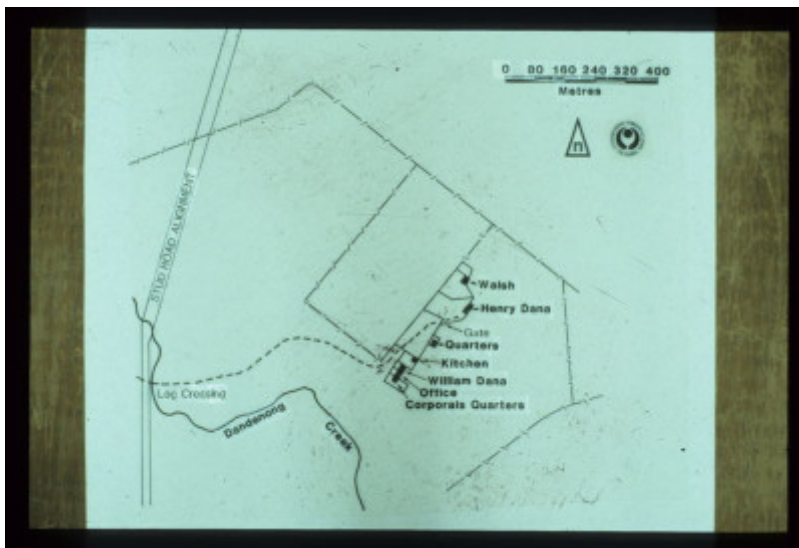 0 80 160 240 320 400
Metres
n
STUD ROAD ALIGNMENT
Walsh
Henry Dana
Gate
Quarters
Kitchen
William Dana
Office
Corporals Quarters
Log Crossing
Dandenong
Creek